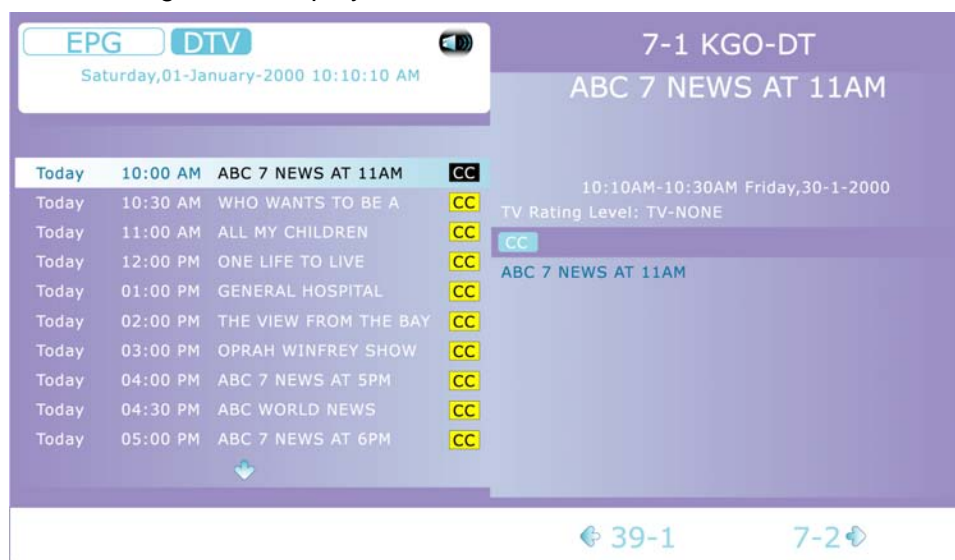 EPG DTV
Saturday,01-January-2000 10:10:10 AM
Today 10:00 AM ABC 7 NEWS AT 11AM CC
Today 10:30 AM WHO WANTS TO BE A CC
Today 11:00 AM ALL MY CHILDREN CC
Today 12:00 PM ONE LIFE TO LIVE CC
Today 01:00 PM GENERAL HOSPITAL CC
Today 02:00 PM THE VIEW FROM THE BAY CC
Today 03:00 PM OPRAH WINFREY SHOW CC
Today 04:00 PM ABC 7 NEWS AT 5PM CC
Today 04:30 PM ABC WORLD NEWS CC
Today 05:00 PM ABC 7 NEWS AT 6PM CC
7-1 KGO-DT
ABC 7 NEWS AT 11AM
10:10AM-10:30AM Friday,30-1-2000
TV Rating Level: TV-NONE
CC
ABC 7 NEWS AT 11AM
39-1 7-2